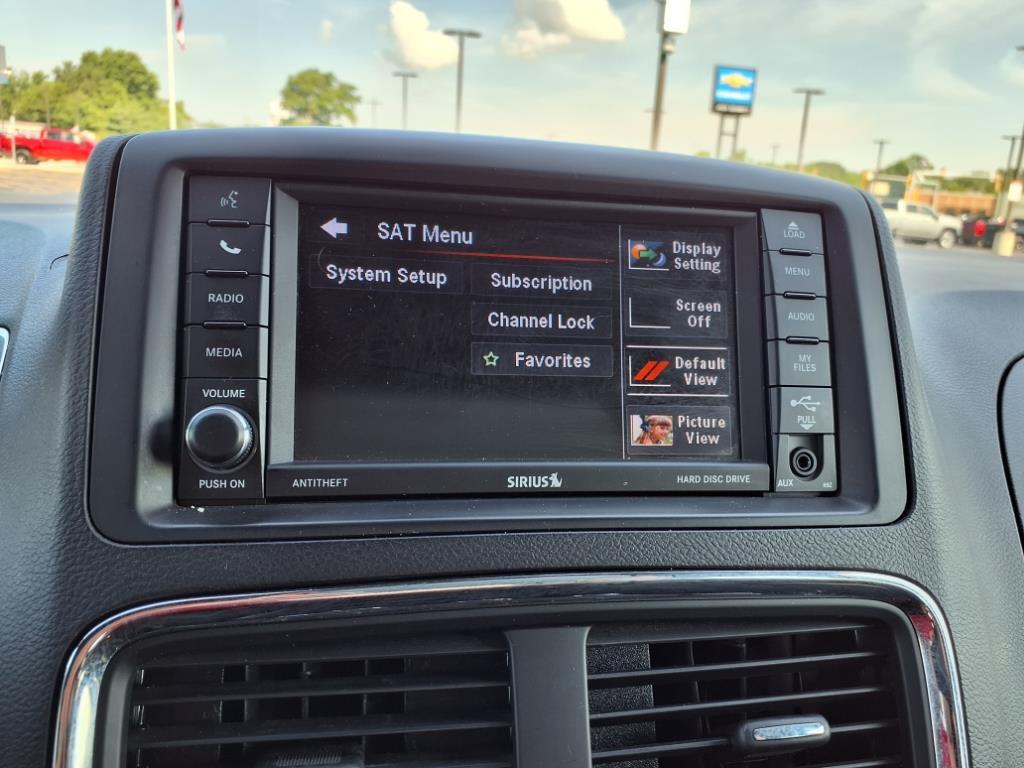 SAT Menu
System Setup
Subscription
Channel Lock
Favorites
Display
Setting
Screen
Off
Default
View
Picture
View
RADIO
MEDIA
VOLUME
PUSH ON
LOAD
MENU
AUDIO
MY
FILES
PULL
AUX
ANTITHEFT
SIRIUS
HARD DISC DRIVE